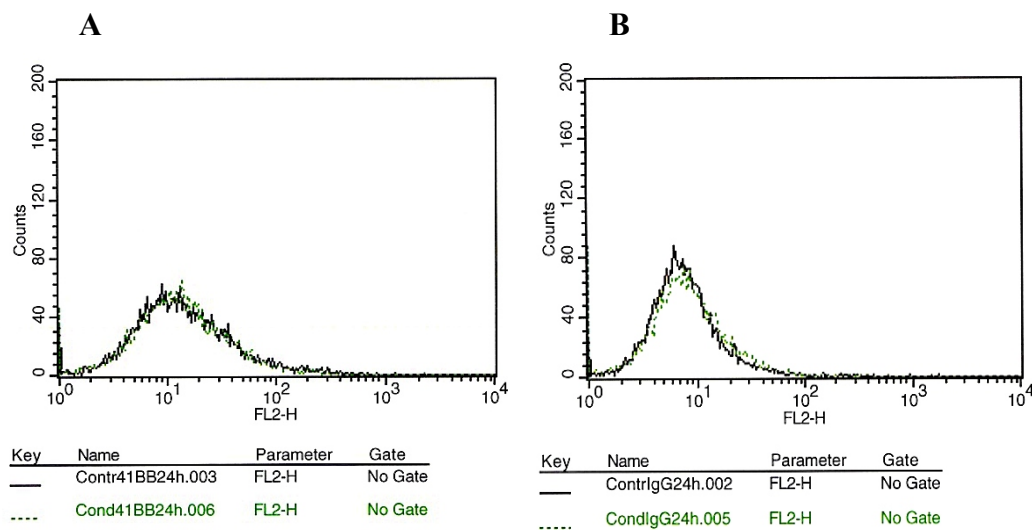 A
200
160
120
80
40
0
Counts
10^0 10^1 10^2 10^3 10^4
FL2-H
Key Name Parameter Gate
Contr41BB24h.003 FL2-H No Gate
Cond41BB24h.006 FL2-H No Gate
B
200
160
120
80
40
0
Counts
10^0 10^1 10^2 10^3 10^4
FL2-H
Key Name Parameter Gate
ContrIgG24h.002 FL2-H No Gate
CondIgG24h.005 FL2-H No Gate